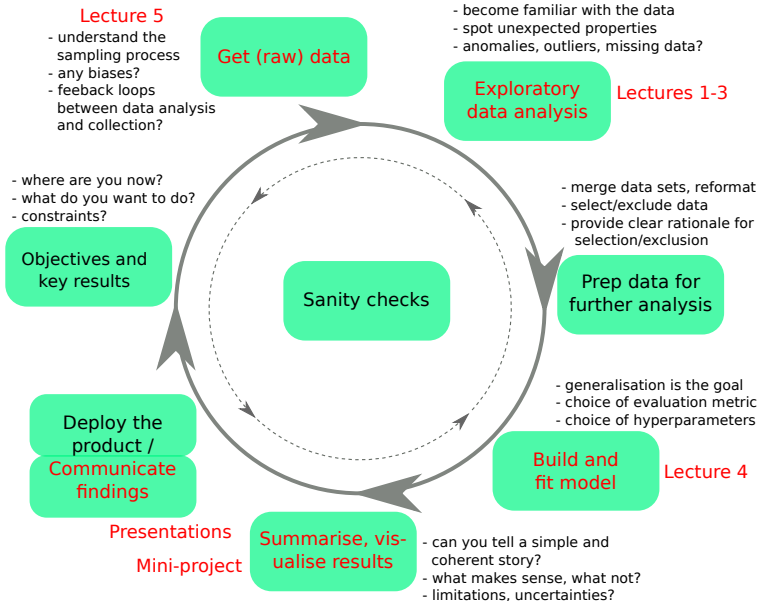 Lecture 5
- understand the
sampling process
- any biases?
- feeback loops
between data analysis
and collection?
Get (raw) data
- become familiar with the data
- spot unexpected properties
- anomalies, outliers, missing data?
Exploratory
data analysis
Lectures 1-3
- merge data sets, reformat
- select/exclude data
- provide clear rationale for
selection/exclusion
Prep data for
further analysis
- generalisation is the goal
- choice of evaluation metric
- choice of hyperparameters
Build and
fit model
Lecture 4
Summarise, vis-
ualise results
- can you tell a simple and
coherent story?
- what makes sense, what not?
- limitations, uncertainties?
Presentations
Mini-project
Deploy the
product /
Communicate
findings
- where are you now?
- what do you want to do?
- constraints?
Objectives and
key results
Sanity checks